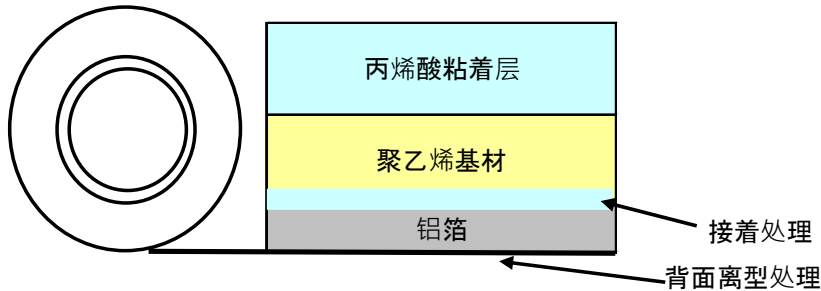 丙烯酸粘着层
聚乙烯基材
铝箔
接着处理
背面离型处理